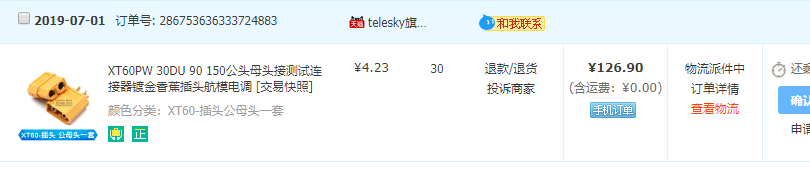 2019-07-01 订单号: 286753636333724883 天猫 telesky旗... 和我联系
XT60PW 30DU 90 150公头母头接测试连 ¥4.23 30 退款/退货 ¥126.90 物流派件中 还剩
接器镀金香蕉插头航模电调 [交易快照] 投诉商家 (含运费: ¥0.00) 订单详情
颜色分类: XT60-插头公母头一套 手机订单 查看物流 确认
XT60-插头 公母头一套
正 申请